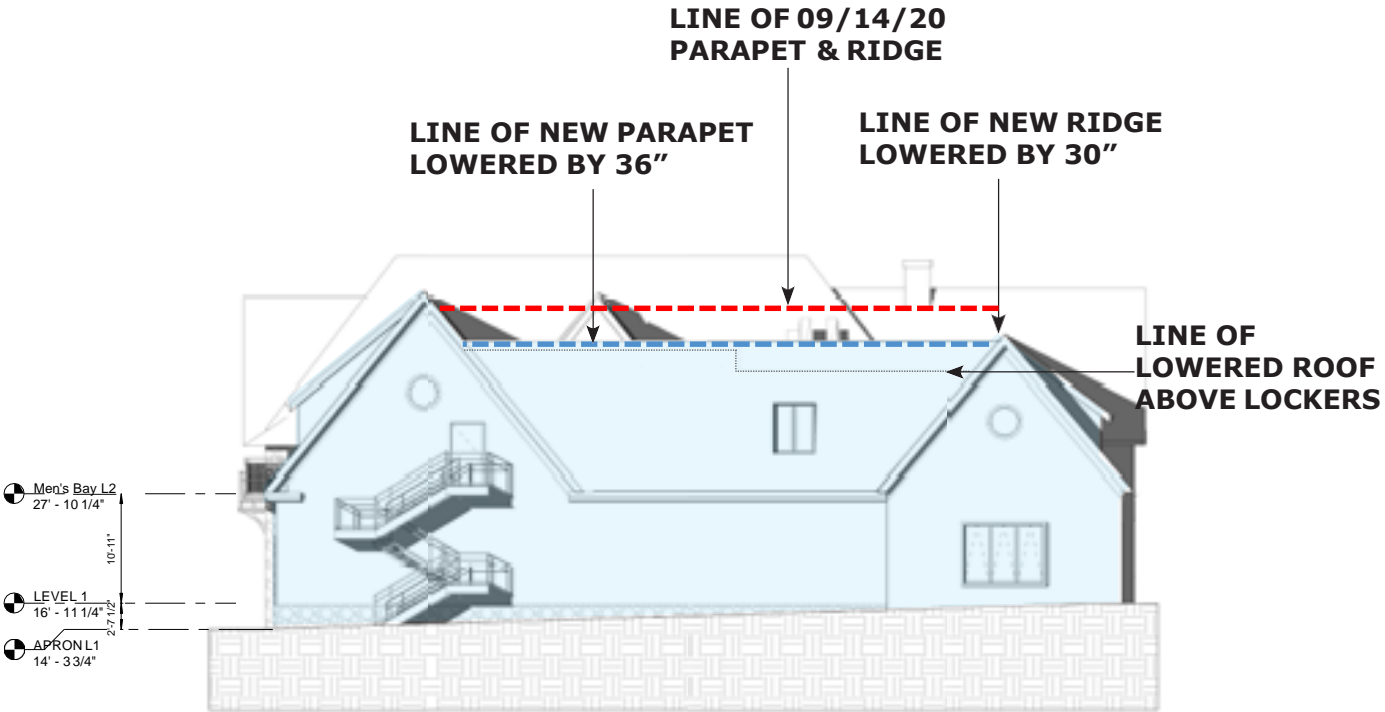 LINE OF 09/14/20
PARAPET & RIDGE
LINE OF NEW PARAPET
LOWERED BY 36”
LINE OF NEW RIDGE
LOWERED BY 30”
LINE OF
LOWERED ROOF
ABOVE LOCKERS
Men's Bay L2
27' - 10 1/4"
10'-11"
LEVEL 1
16' - 11 1/4"
2'-7 1/2"
APRON L1
14' - 3 3/4"